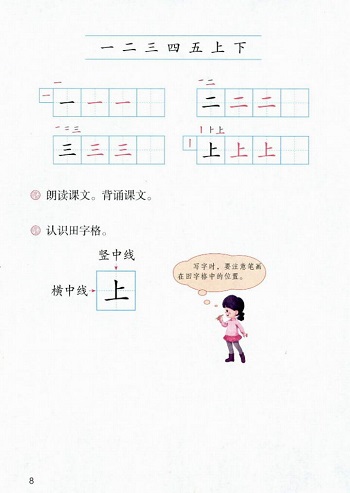 一 二 三 四 五 上 下
一 一 二
一 一 一 一 二 二 二
一 二 三 丨 ⺊ 上
三 三 三 丨 上 上 上
朗读课文。背诵课文。
认识田字格。
竖中线
写字时，要注意笔画
在田字格中的位置。
横中线 上
8